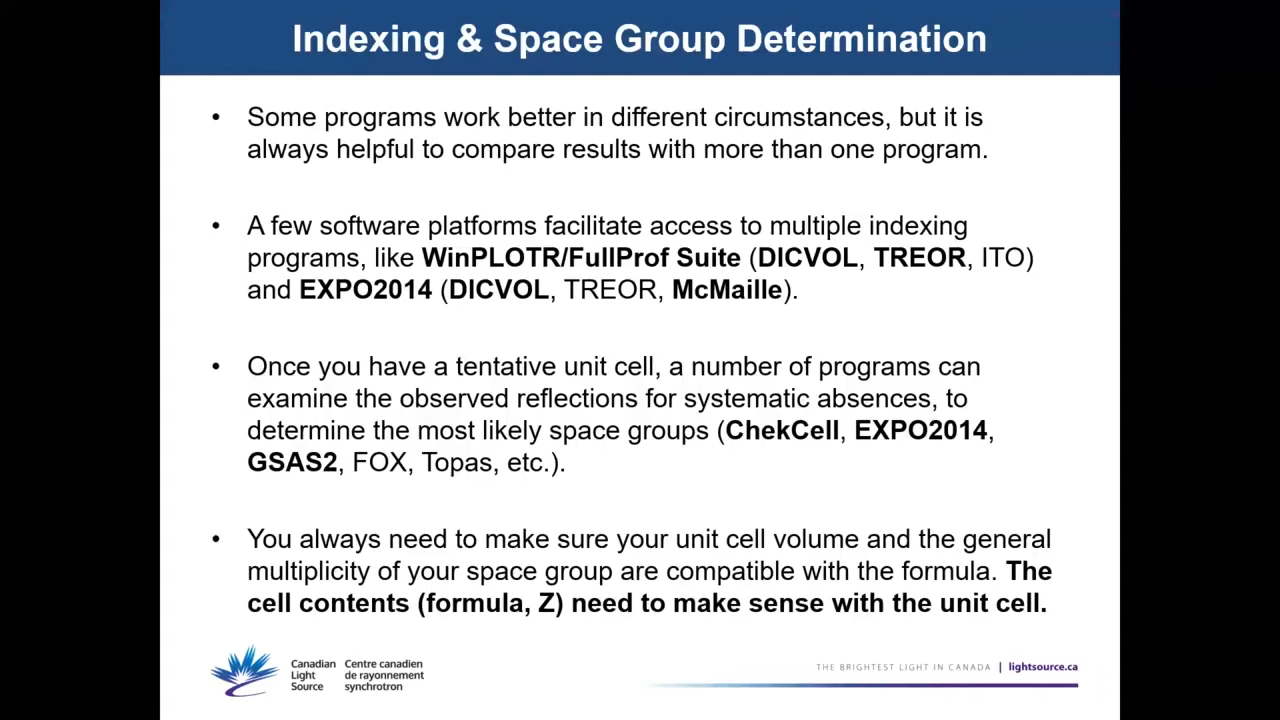 Indexing & Space Group Determination
• Some programs work better in different circumstances, but it is
always helpful to compare results with more than one program.
• A few software platforms facilitate access to multiple indexing
programs, like WinPLOTR/FullProf Suite (DICVOL, TREOR, ITO)
and EXPO2014 (DICVOL, TREOR, McMaille).
• Once you have a tentative unit cell, a number of programs can
examine the observed reflections for systematic absences, to
determine the most likely space groups (ChekCell, EXPO2014,
GSAS2, FOX, Topas, etc.).
• You always need to make sure your unit cell volume and the general
multiplicity of your space group are compatible with the formula. The
cell contents (formula, Z) need to make sense with the unit cell.
Canadian
Light
Source
Centre canadien
de rayonnement
synchrotron
THE BRIGHTEST LIGHT IN CANADA | lightsource.ca